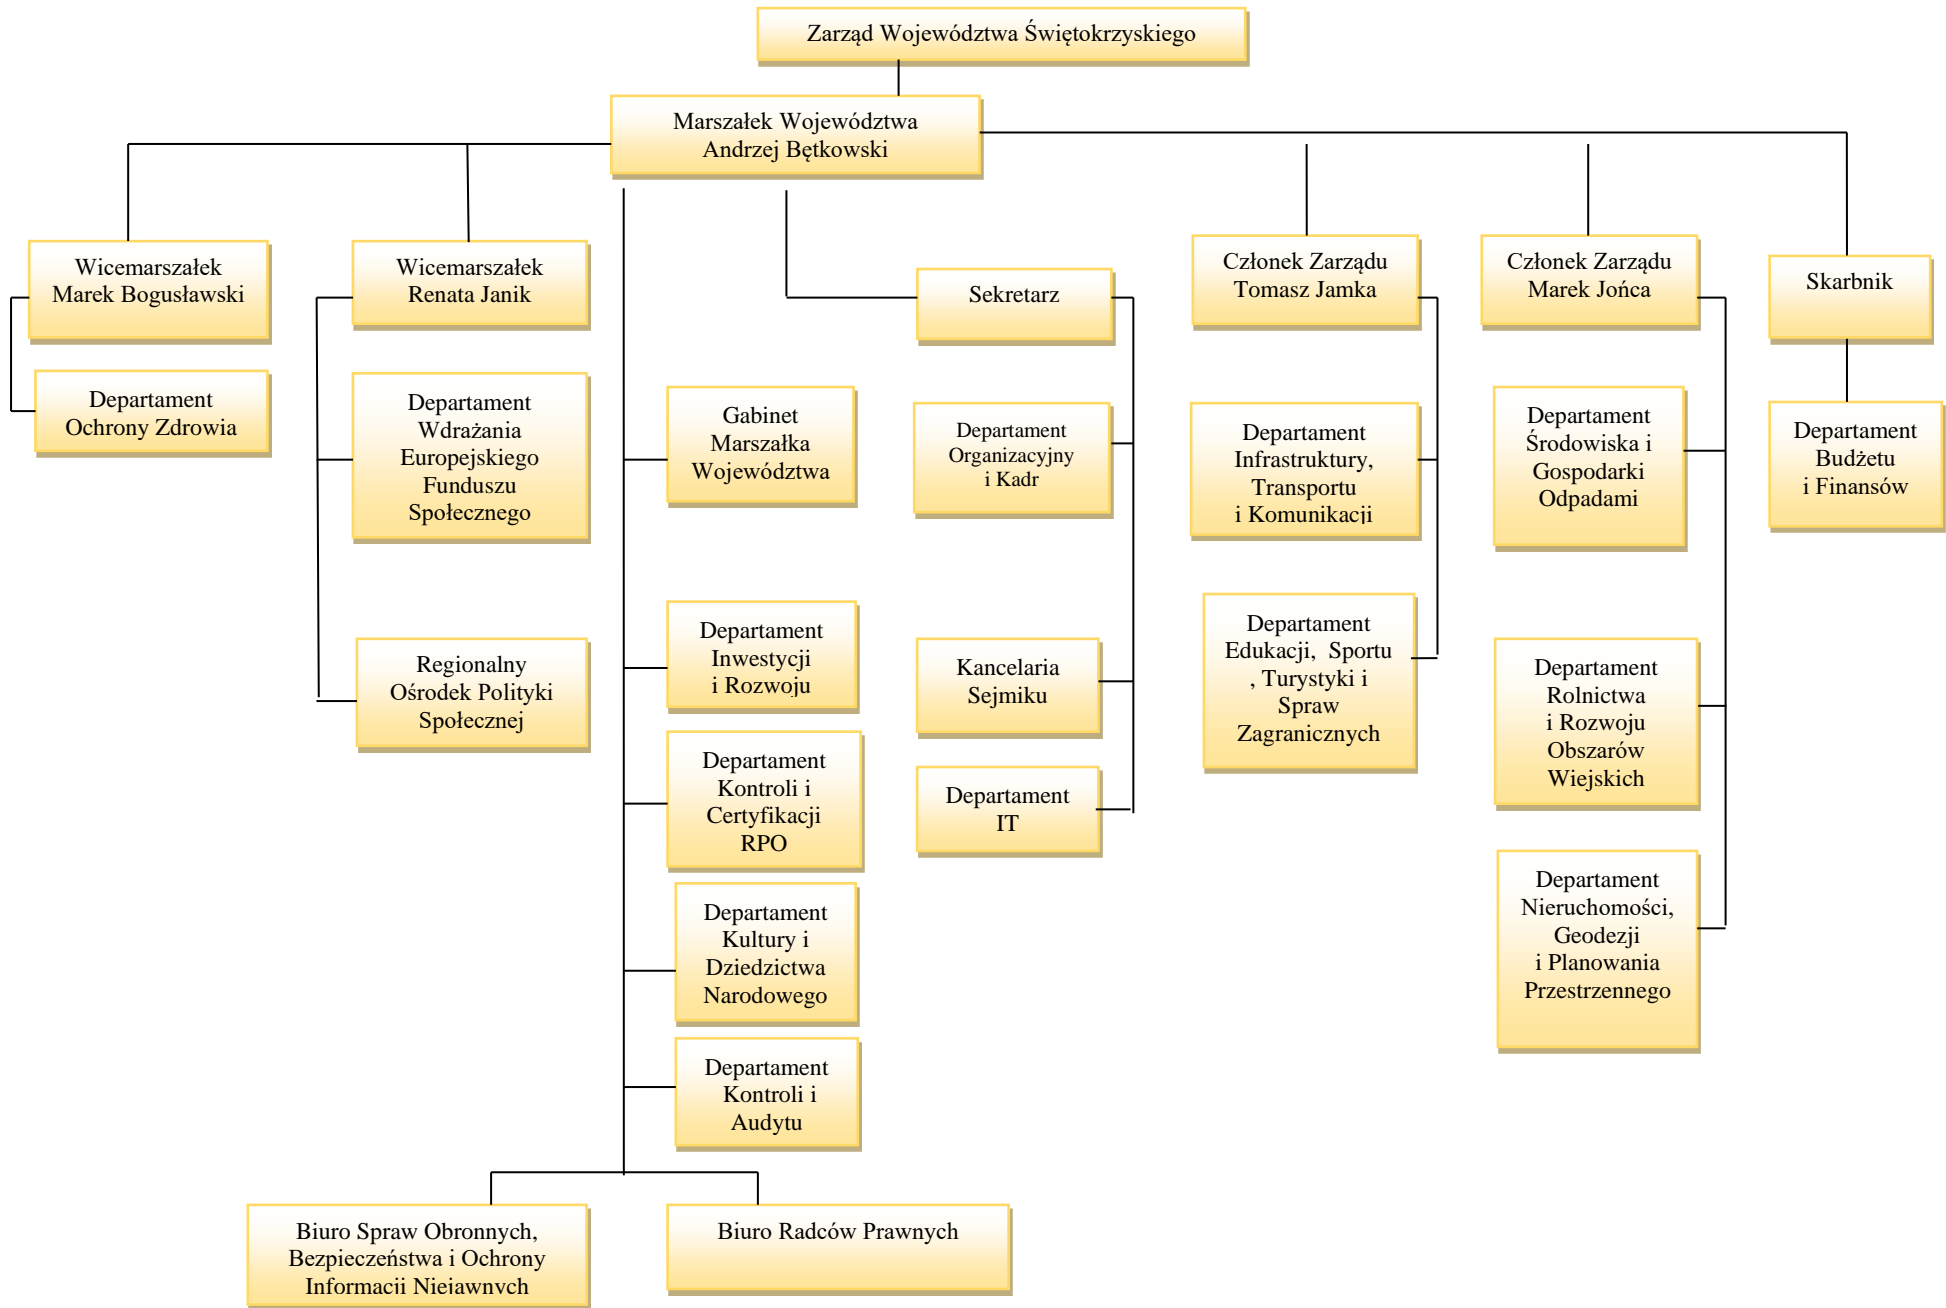 Zarząd Województwa Świętokrzyskiego
Marszałek Województwa
Andrzej Bętkowski
Wicemarszałek
Marek Bogusławski
Wicemarszałek
Renata Janik
Sekretarz
Członek Zarządu
Tomasz Jamka
Członek Zarządu
Marek Jońca
Skarbnik
Departament
Ochrony Zdrowia
Departament
Wdrażania
Europejskiego
Funduszu
Społecznego
Regionalny
Ośrodek Polityki
Społecznej
Gabinet
Marszałka
Województwa
Departament
Inwestycji
i Rozwoju
Departament
Kontroli i
Certyfikacji
RPO
Departament
Kultury i
Dziedzictwa
Narodowego
Departament
Kontroli i
Audytu
Departament
Organizacyjny
i Kadr
Kancelaria
Sejmiku
Departament
IT
Departament
Infrastruktury,
Transportu
i Komunikacji
Departament
Edukacji, Sportu
, Turystyki i
Spraw
Zagranicznych
Departament
Środowiska i
Gospodarki
Odpadami
Departament
Rolnictwa
i Rozwoju
Obszarów
Wiejskich
Departament
Nieruchomości,
Geodezji
i Planowania
Przestrzennego
Departament
Budżetu
i Finansów
Biuro Spraw Obronnych,
Bezpieczeństwa i Ochrony
Informacji Niejawnych
Biuro Radców Prawnych